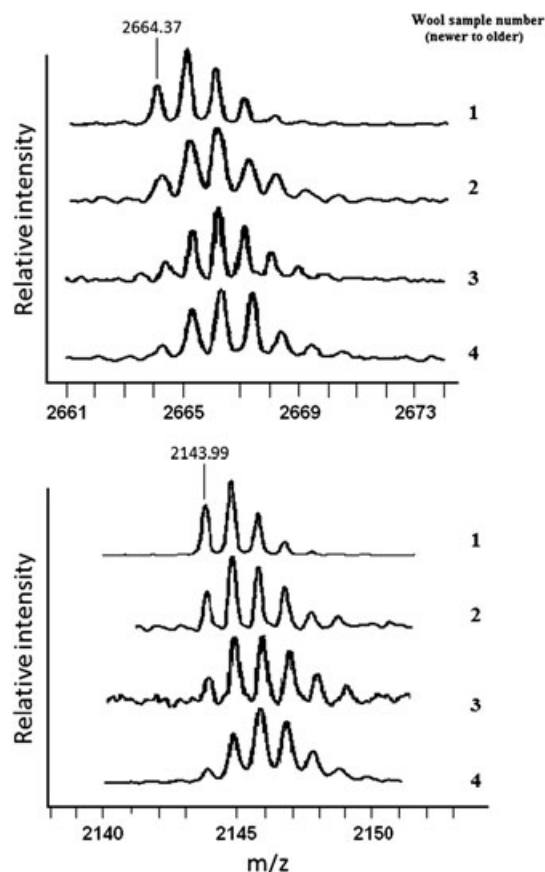 Wool sample number
(newer to older)
2664.37
1
2
3
4
Relative intensity
2661 2665 2669 2673
2143.99
1
2
3
4
Relative intensity
2140 2145 2150
m/z